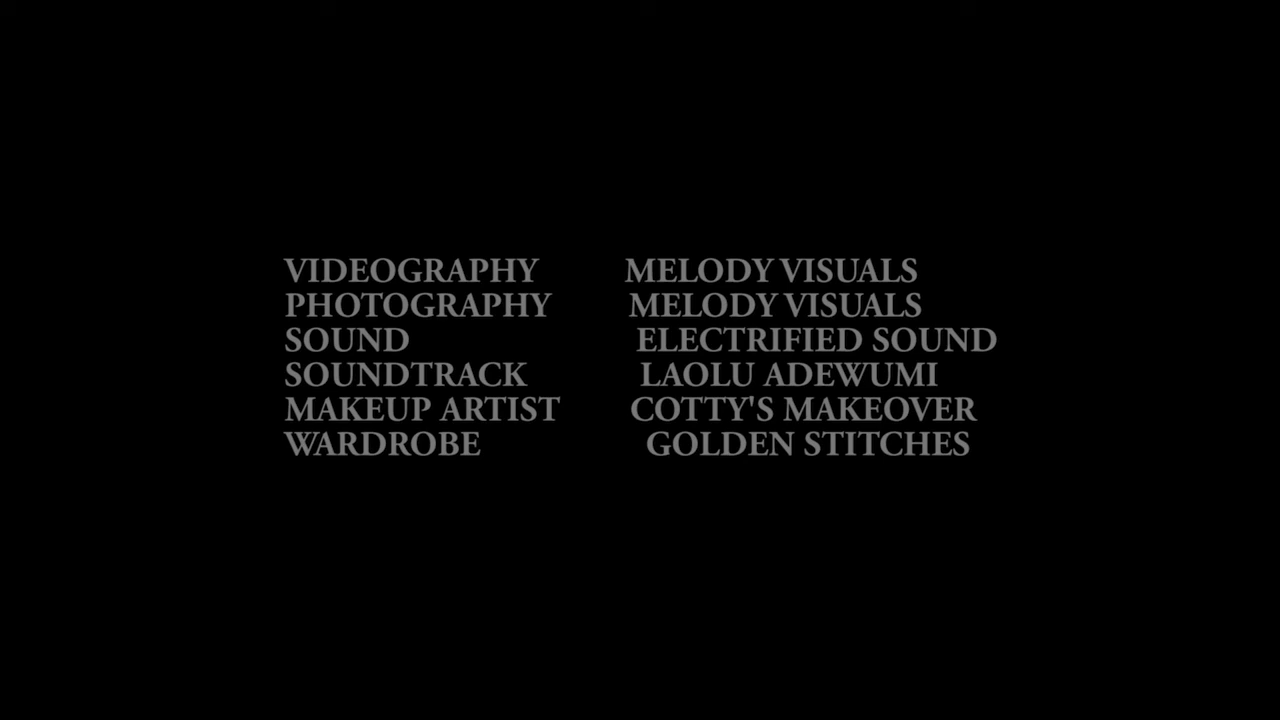 VIDEOGRAPHY MELODY VISUALS
PHOTOGRAPHY MELODY VISUALS
SOUND ELECTRIFIED SOUND
SOUNDTRACK LAOLU ADEWUMI
MAKEUP ARTIST COTTY'S MAKEOVER
WARDROBE GOLDEN STITCHES